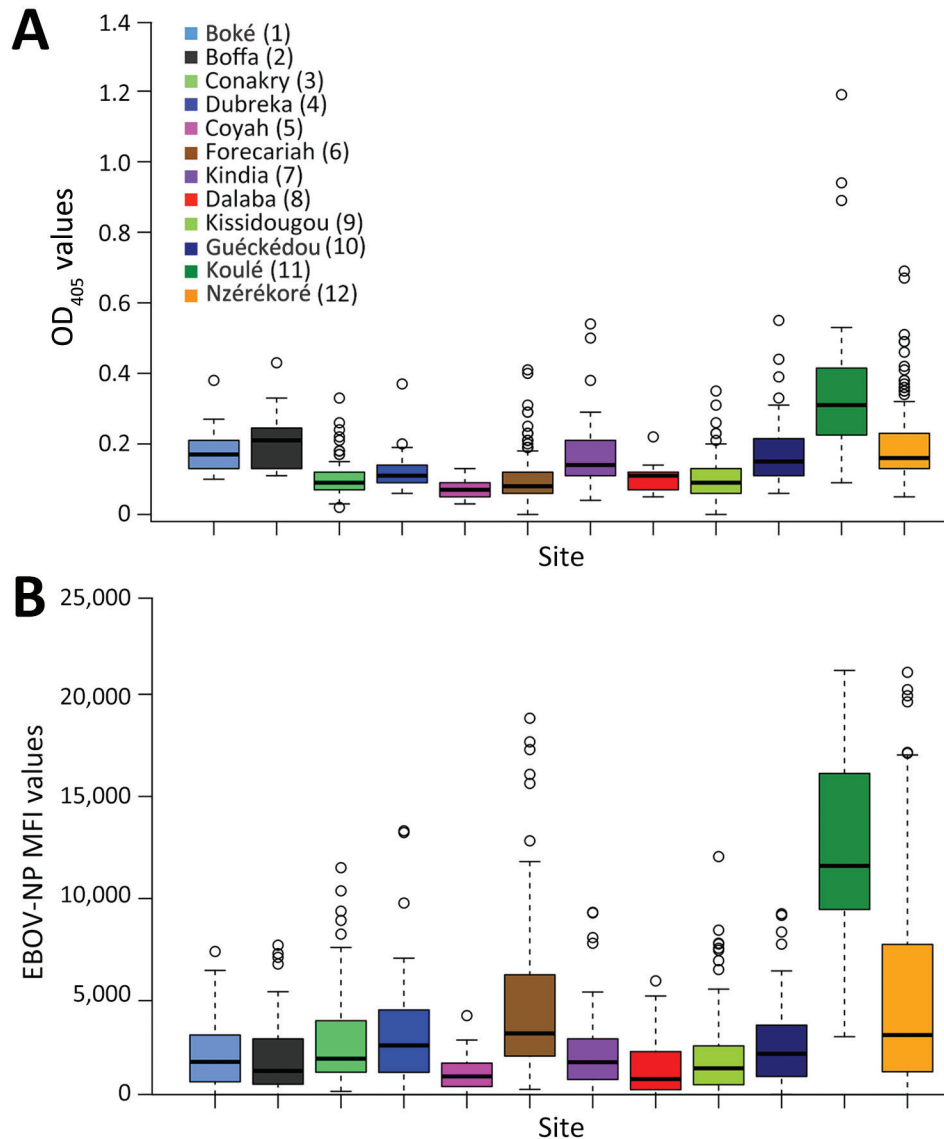 A
1.4
1.2
1.0
0.8
0.6
0.4
0.2
0
OD405 values
Boké (1)
Boffa (2)
Conakry (3)
Dubreka (4)
Coyah (5)
Forecariah (6)
Kindia (7)
Dalaba (8)
Kissidougou (9)
Guéckédou (10)
Koulé (11)
Nzérékoré (12)
Site
B
25,000
20,000
15,000
10,000
5,000
0
EBOV-NP MFI values
Site